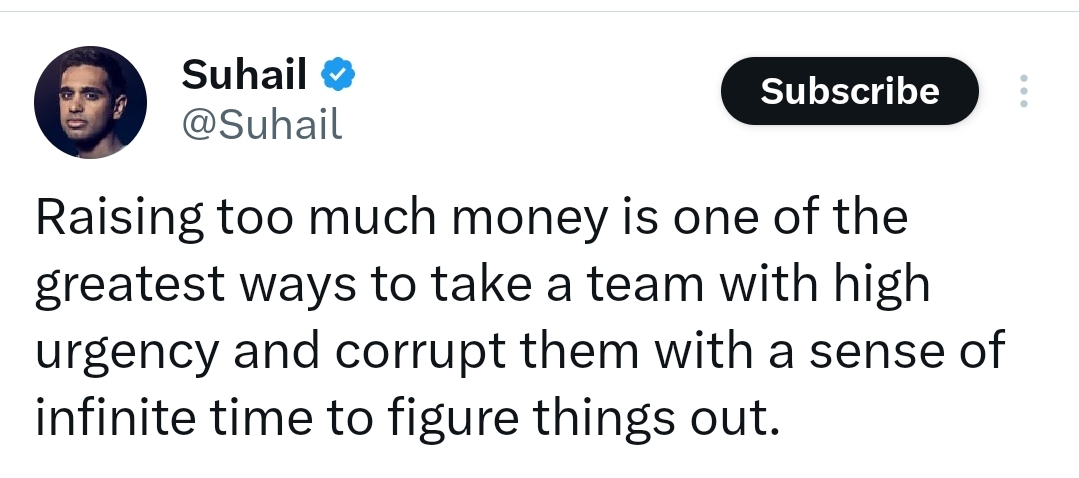 Suhail
@Suhail
Subscribe
Raising too much money is one of the
greatest ways to take a team with high
urgency and corrupt them with a sense of
infinite time to figure things out.